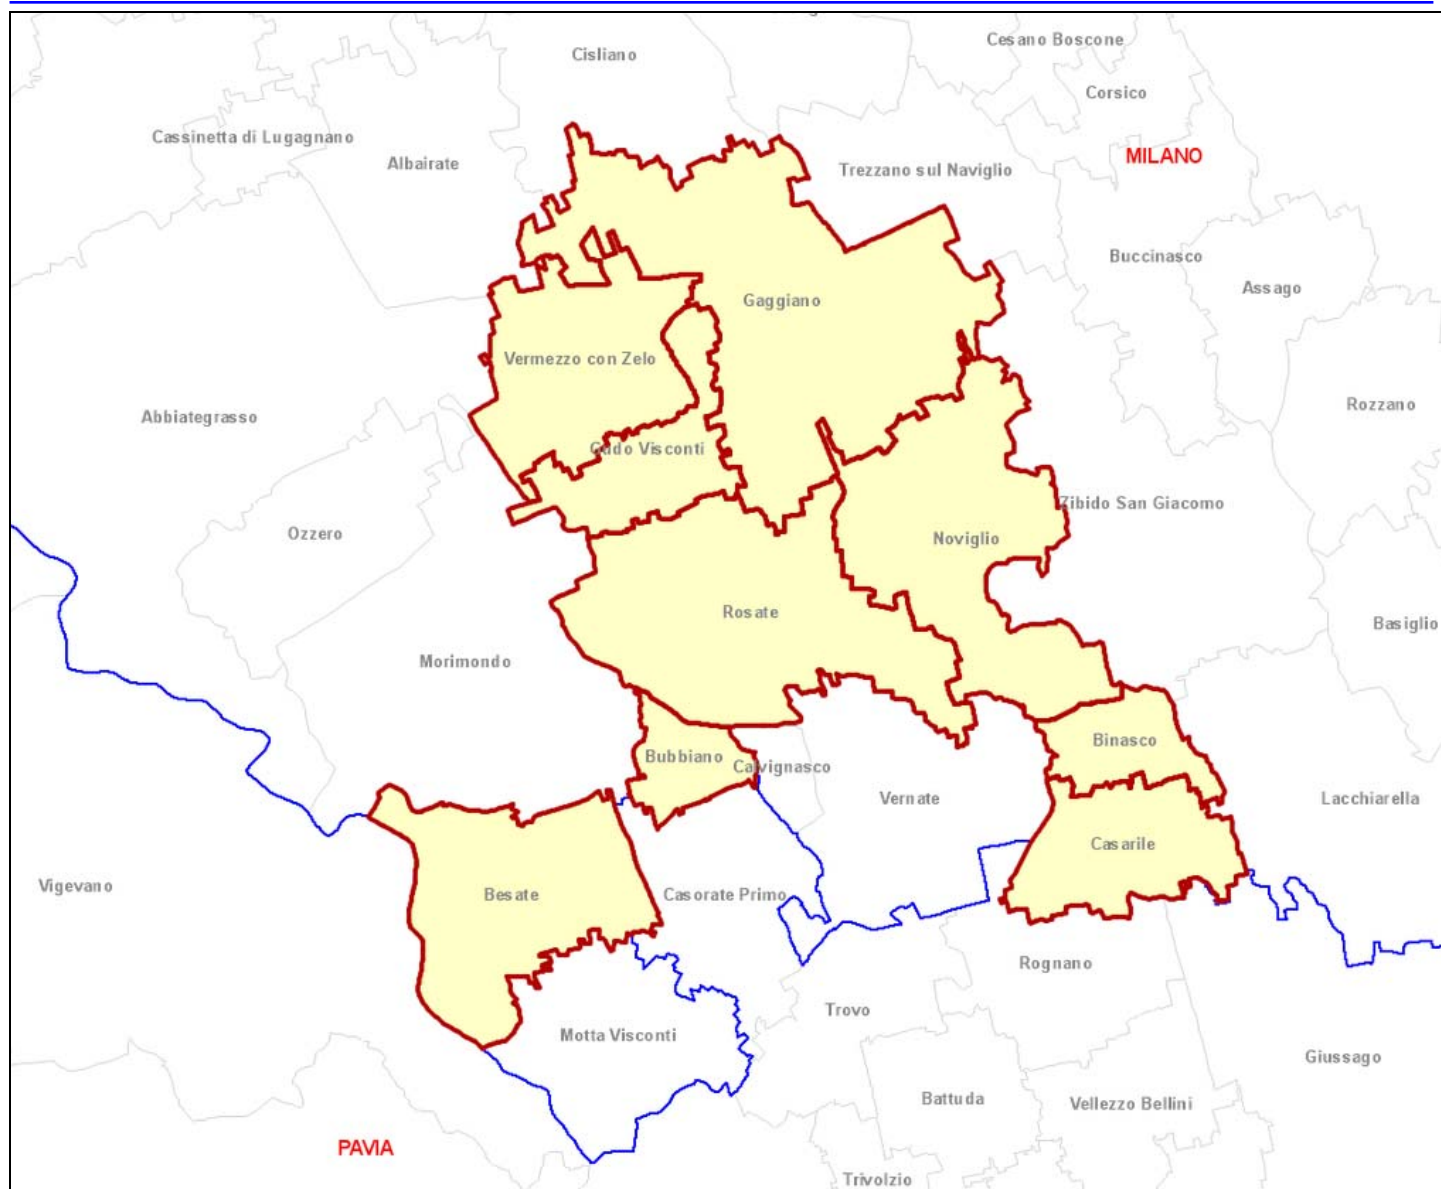 Cesano Boscone
Cisliano
Corsico
Cassinetta di Lugagnano
Albairate
MILANO
Trezzano sul Naviglio
Buccinasco
Assago
Gaggiano
Vermezzo con Zelo
Rozzano
Abbiategrasso
Gudo Visconti
Zibido San Giacomo
Ozzero
Noviglio
Rosate
Basiglio
Morimondo
Binasco
Bubbiano
Calvignasco
Vernate
Lacchiarella
Casarile
Vigevano
Besate
Casorate Primo
Rognano
Trovo
Motta Visconti
Giussago
Battuda
Vellezzo Bellini
PAVIA
Trivolzio